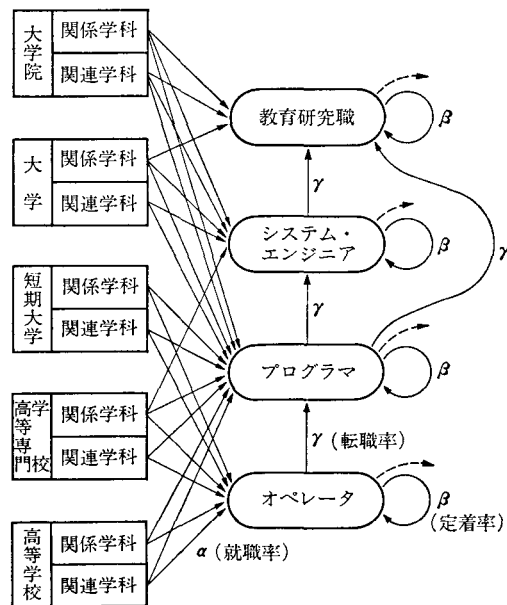 大学院
関係学科
関連学科
大学
関係学科
関連学科
短期大学
関係学科
関連学科
高等専門学校
関係学科
関連学科
高等学校
関係学科
関連学科
教育研究職
β
γ
システム・
エンジニア
β
γ
γ
プログラマ
β
γ(転職率)
オペレータ
β
(定着率)
α(就職率)